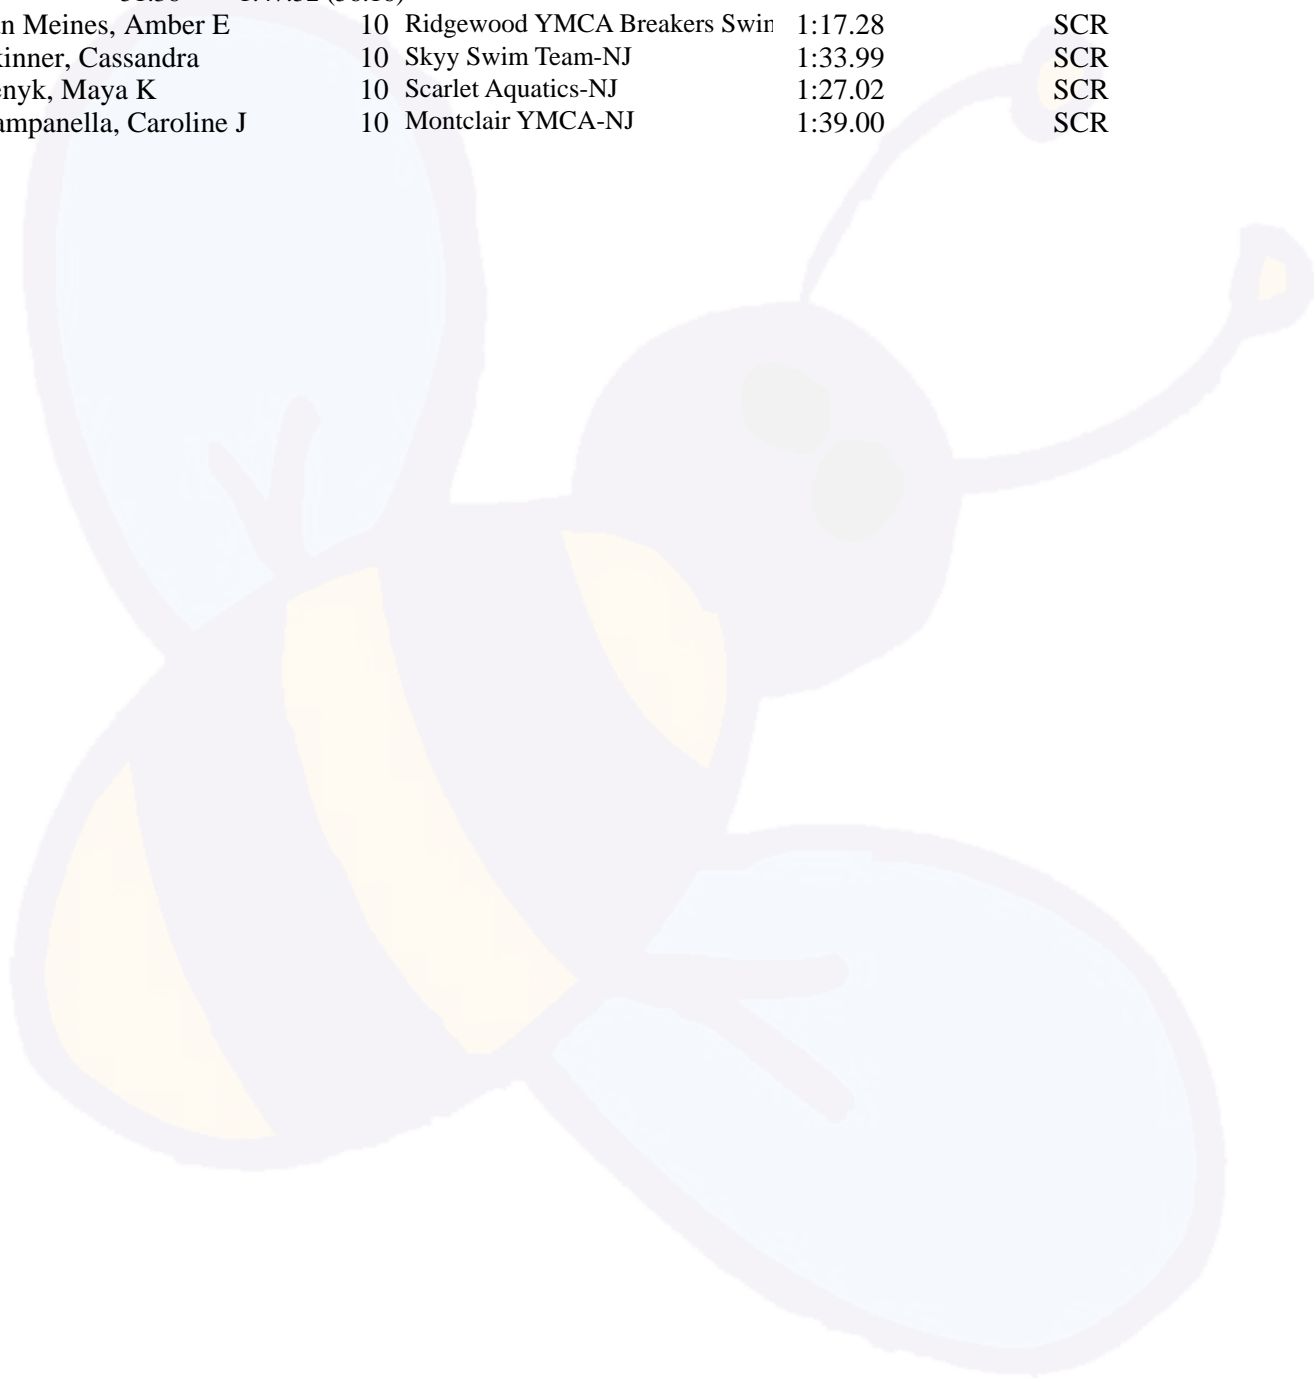 n Meines, Amber E 10 Ridgewood YMCA Breakers Swin 1:17.28 SCR
kinner, Cassandra 10 Skyy Swim Team-NJ 1:33.99 SCR
enyk, Maya K 10 Scarlet Aquatics-NJ 1:27.02 SCR
ampanella, Caroline J 10 Montclair YMCA-NJ 1:39.00 SCR